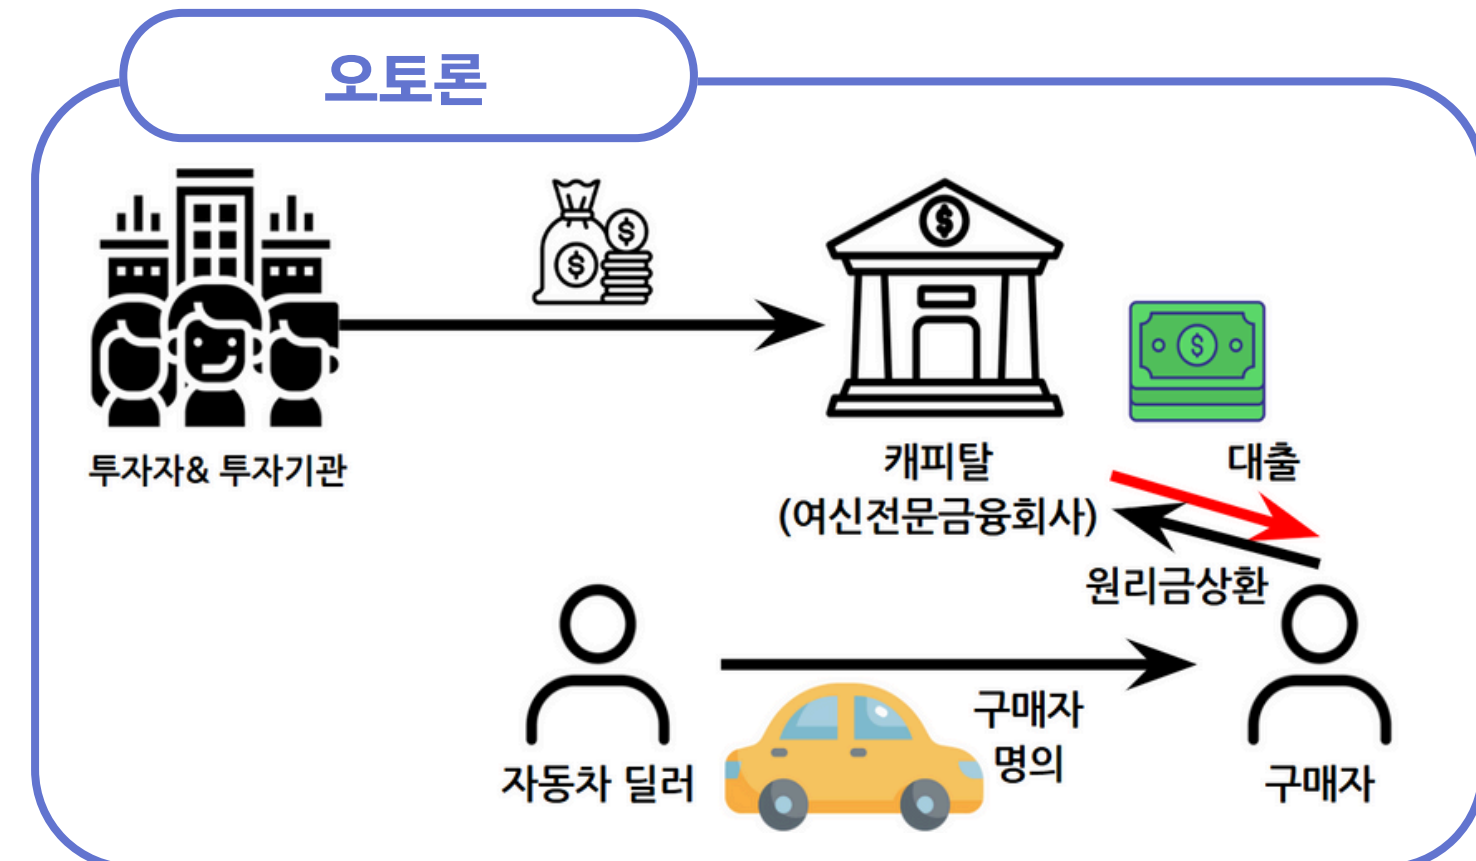 오토론
투자자& 투자기관
캐피탈
(여신전문금융회사)
대출
원리금상환
구매자
명의
자동차 딜러
구매자